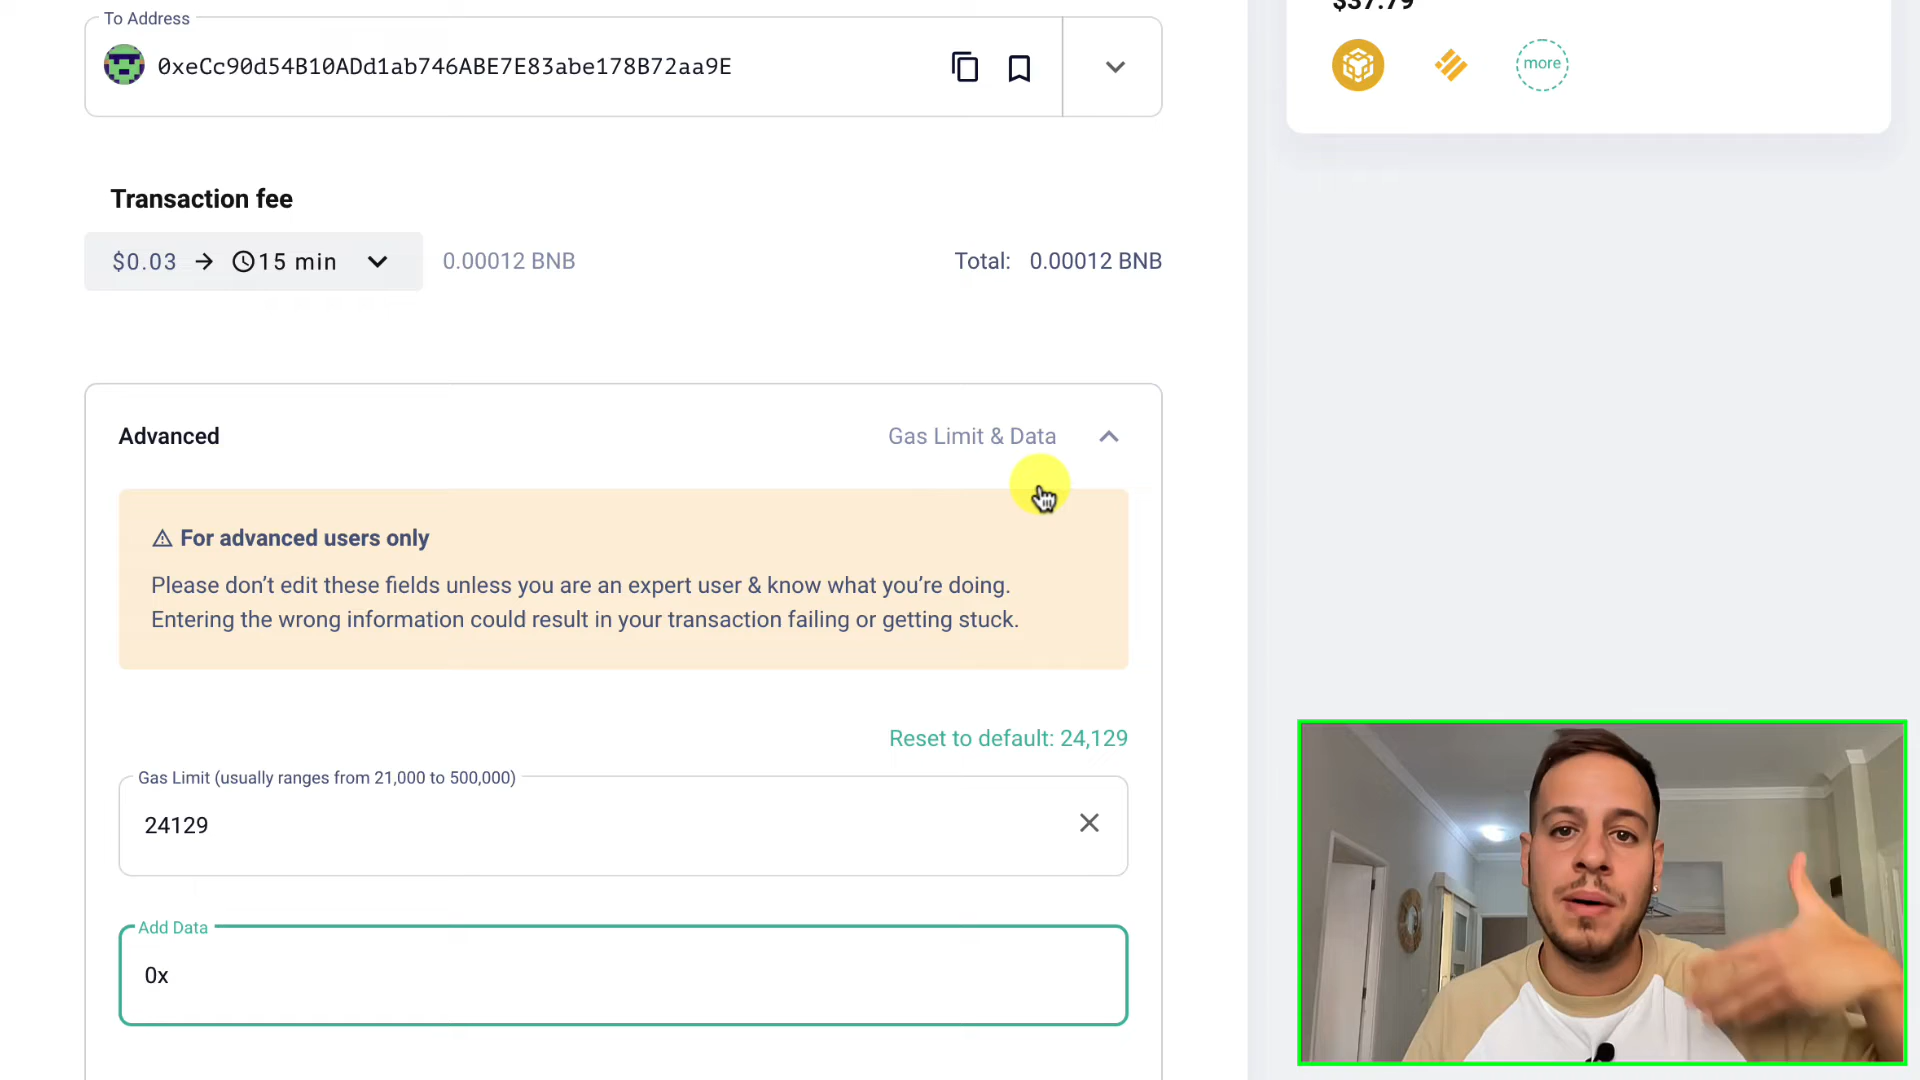 To Address
0xeCc90d54B10ADd1ab746ABE7E83abe178B72aa9E
$37.79
more
Transaction fee
$0.03 → 15 min
0.00012 BNB
Total: 0.00012 BNB
Advanced
Gas Limit & Data
For advanced users only
Please don’t edit these fields unless you are an expert user & know what you’re doing.
Entering the wrong information could result in your transaction failing or getting stuck.
Reset to default: 24,129
Gas Limit (usually ranges from 21,000 to 500,000)
24129
Add Data
0x